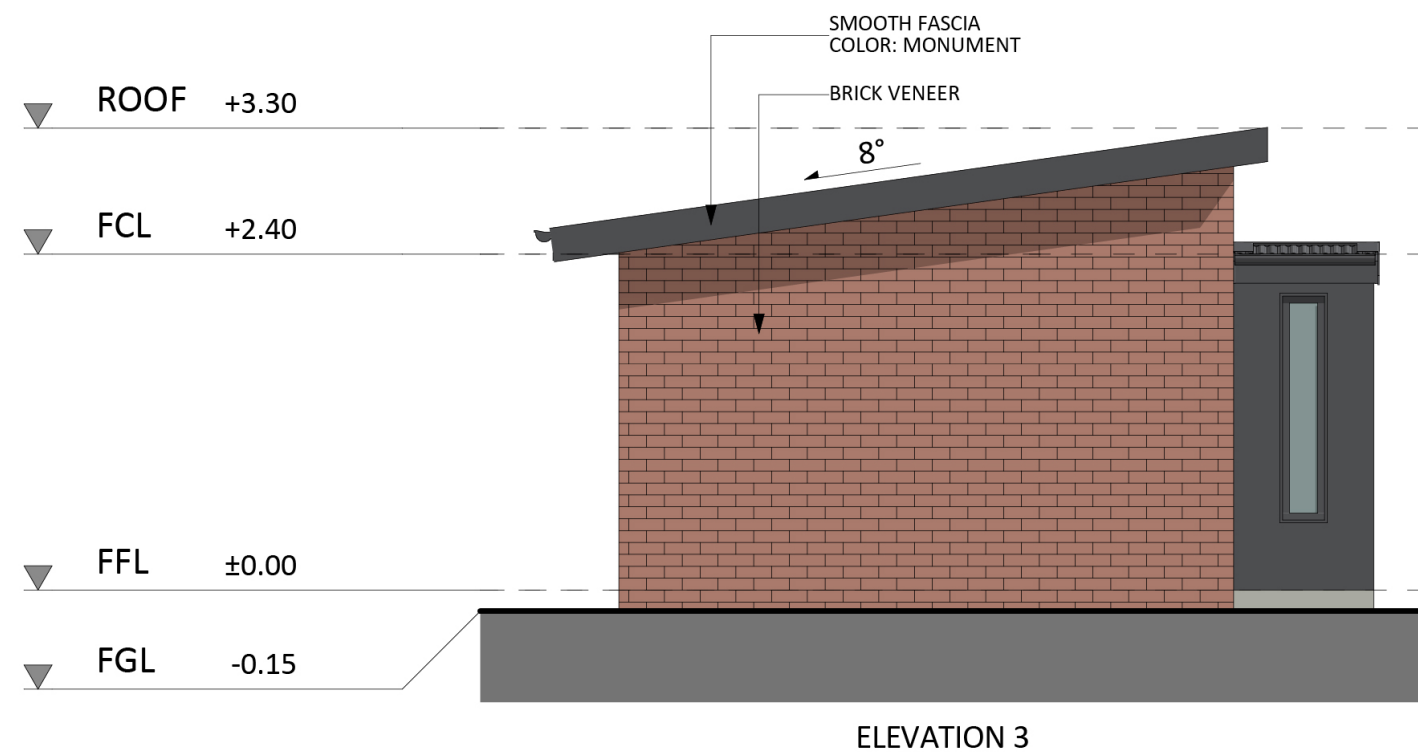 SMOOTH FASCIA
COLOR: MONUMENT
ROOF +3.30
BRICK VENEER
8°
FCL +2.40
FFL ±0.00
FGL -0.15
ELEVATION 3